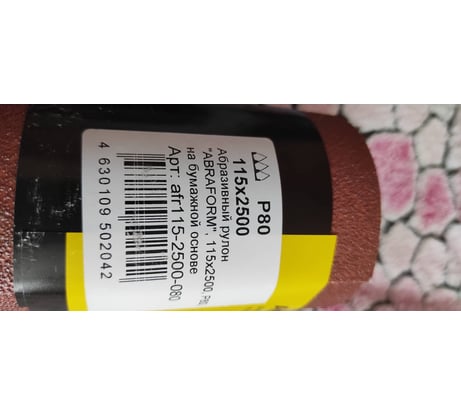 P80
115x2500
Абразивный рулон
"ABRAFORM", 115x2500, P80
на бумажной основе
Арт: afr115-2500-080
4 630109 502042